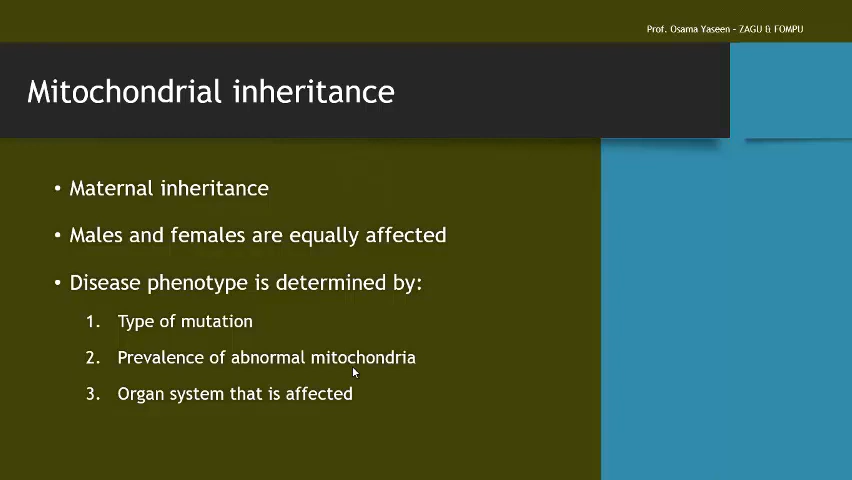 Prof. Osama Yaseen – ZAGU & FOMPU
Mitochondrial inheritance
• Maternal inheritance
• Males and females are equally affected
• Disease phenotype is determined by:
1. Type of mutation
2. Prevalence of abnormal mitochondria
3. Organ system that is affected